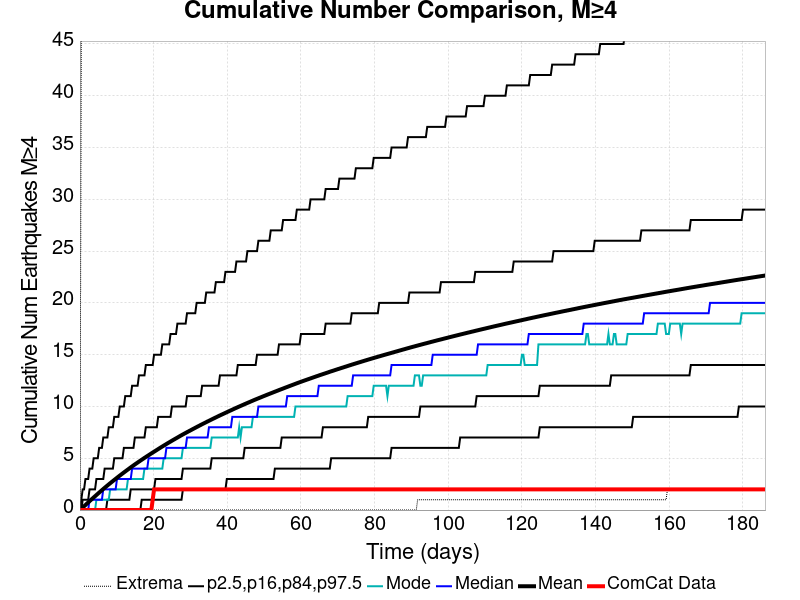 Cumulative Number Comparison, M≥4
Cumulative Num Earthquakes M≥4
45
40
35
30
25
20
15
10
5
0
0 20 40 60 80 100 120 140 160 180
Time (days)
Extrema p2.5,p16,p84,p97.5 Mode Median Mean ComCat Data